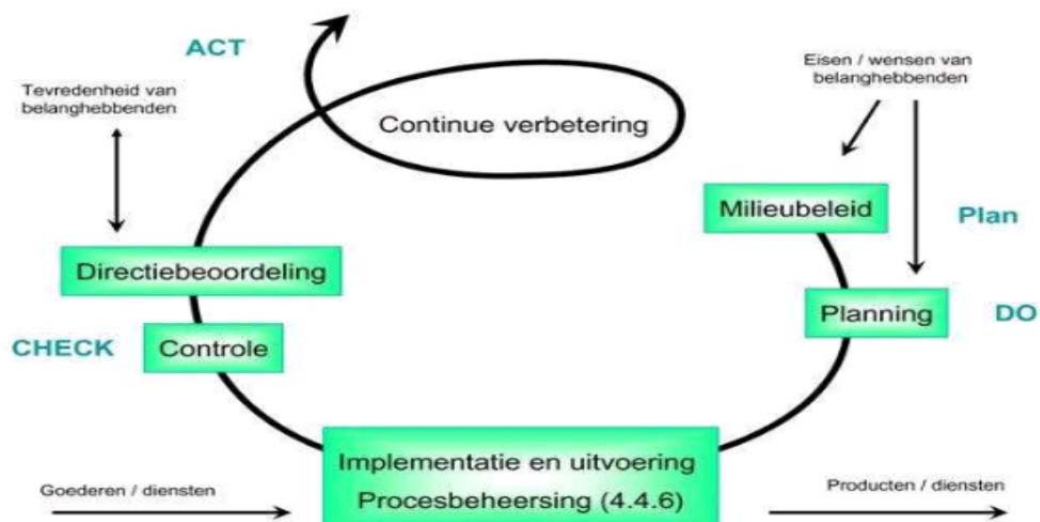 ACT
Eisen / wensen van
belanghebbenden
Tevredenheid van
belanghebbenden
Continue verbetering
Milieubeleid
Plan
Directiebeoordeling
Planning
DO
CHECK
Controle
Implementatie en uitvoering
Procesbeheersing (4.4.6)
Goederen / diensten
Producten / diensten